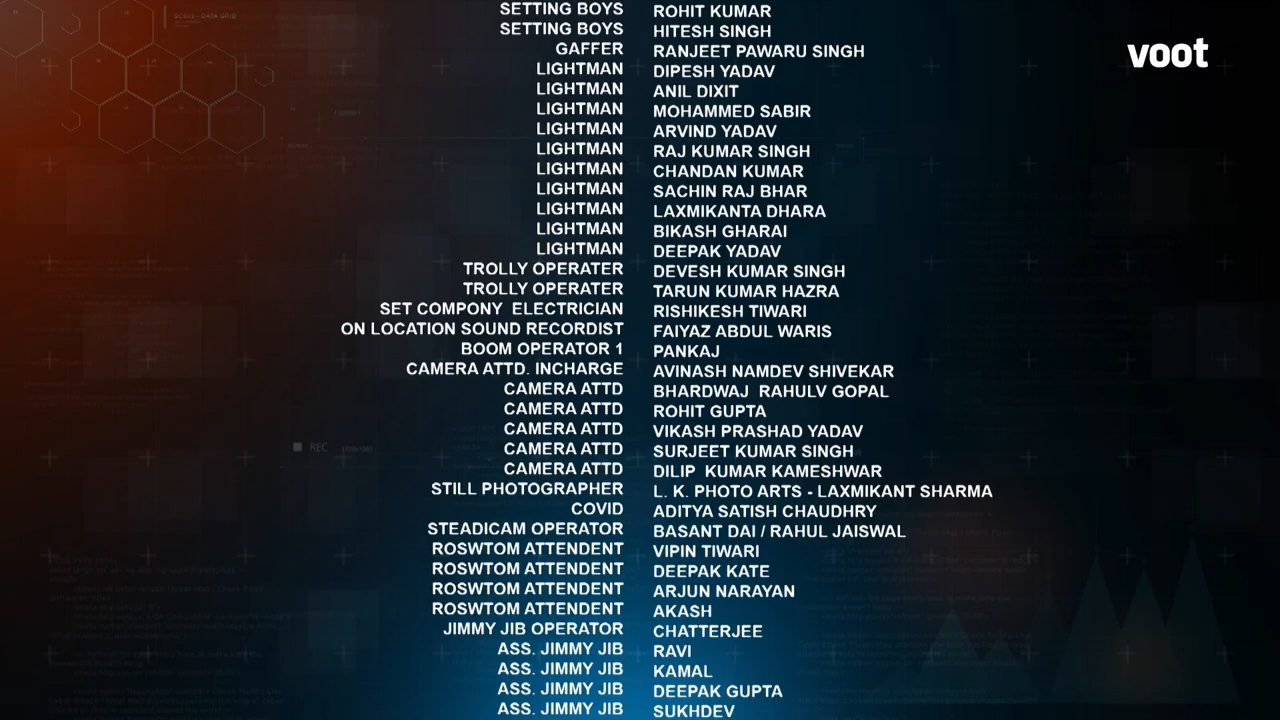 DCS02 - DATA GRID
voot
SETTING BOYS ROHIT KUMAR
SETTING BOYS HITESH SINGH
GAFFER RANJEET PAWARU SINGH
LIGHTMAN DIPESH YADAV
LIGHTMAN ANIL DIXIT
LIGHTMAN MOHAMMED SABIR
LIGHTMAN ARVIND YADAV
LIGHTMAN RAJ KUMAR SINGH
LIGHTMAN CHANDAN KUMAR
LIGHTMAN SACHIN RAJ BHAR
LIGHTMAN LAXMIKANTA DHARA
LIGHTMAN BIKASH GHARAI
LIGHTMAN DEEPAK YADAV
TROLLY OPERATER DEVESH KUMAR SINGH
TROLLY OPERATER TARUN KUMAR HAZRA
SET COMPONY ELECTRICIAN RISHIKESH TIWARI
ON LOCATION SOUND RECORDIST FAIYAZ ABDUL WARIS
BOOM OPERATOR 1 PANKAJ
CAMERA ATTD. INCHARGE AVINASH NAMDEV SHIVEKAR
CAMERA ATTD BHARDWAJ RAHULV GOPAL
CAMERA ATTD ROHIT GUPTA
CAMERA ATTD VIKASH PRASHAD YADAV
CAMERA ATTD SURJEET KUMAR SINGH
CAMERA ATTD DILIP KUMAR KAMESHWAR
REC
STILL PHOTOGRAPHER L. K. PHOTO ARTS - LAXMIKANT SHARMA
COVID ADITYA SATISH CHAUDHRY
STEADICAM OPERATOR BASANT DAI / RAHUL JAISWAL
ROSWTOM ATTENDENT VIPIN TIWARI
ROSWTOM ATTENDENT DEEPAK KATE
ROSWTOM ATTENDENT ARJUN NARAYAN
ROSWTOM ATTENDENT AKASH
JIMMY JIB OPERATOR CHATTERJEE
ASS. JIMMY JIB RAVI
ASS. JIMMY JIB KAMAL
ASS. JIMMY JIB DEEPAK GUPTA
ASS. JIMMY JIB SUKHDEV